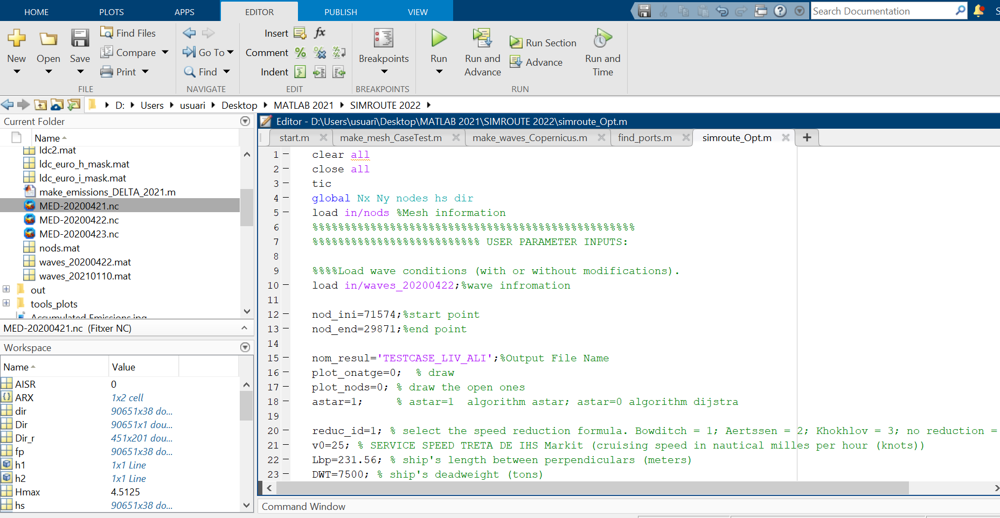 HOME PLOTS APPS EDITOR PUBLISH VIEW Search Documentation S
New Open Save Find Files Compare Print
FILE
Go To Find
NAVIGATE
Insert fx
Comment
Indent
EDIT
Breakpoints
BREAKPOINTS
Run Run and Advance Run Section Advance Run and Time
RUN
D: Users usuari Desktop MATLAB 2021 SIMROUTE 2022
Current Folder
Name
ldc2.mat
ldc_euro_h_mask.mat
ldc_euro_i_mask.mat
make_emissions_DELTA_2021.m
MED-20200421.nc
MED-20200422.nc
MED-20200423.nc
nods.mat
waves_20200422.mat
waves_20210110.mat
out
tools_plots
Accumulated Emissions.jpg
MED-20200421.nc (Fitxer NC)
Workspace
Name Value
AISR 0
ARX 1x2 cell
dir 90651x38 do...
Dir 90651x1 dou...
Dir_r 451x201 dou...
fp 90651x38 do...
h1 1x1 Line
h2 1x1 Line
Hmax 4.5125
hs 90651x38 do...
Editor - D:\Users\usuari\Desktop\MATLAB 2021\SIMROUTE 2022\simroute_Opt.m
start.m make_mesh_CaseTest.m make_waves_Copernicus.m find_ports.m simroute_Opt.m +
1 clear all
2 close all
3 tic
4 global Nx Ny nodes hs dir
5 load in/nods %Mesh information
6 %%%%%%%%%%%%%%%%%%%%%%%%%%%%%%%%%%%%%%%%%%%%%%%%%%
7 %%%%%%%%%%%%%%%%%%%%%%%%%% USER PARAMETER INPUTS:
8
9 %%%%Load wave conditions (with or without modifications).
10 load in/waves_20200422;%wave infromation
11
12 nod_ini=71574;%start point
13 nod_end=29871;%end point
14
15 nom_resul='TESTCASE_LIV_ALI';%Output File Name
16 plot_onatge=0; % draw
17 plot_nods=0; % draw the open ones
18 astar=1; % astar=1 algorithm astar; astar=0 algorithm dijstra
19
20 reduc_id=1; % select the speed reduction formula. Bowditch = 1; Aertssen = 2; Khokhlov = 3; no reduction =
21 v0=25; % SERVICE SPEED TRETA DE IHS Markit (cruising speed in nautical milles per hour (knots))
22 Lbp=231.56; % ship's length between perpendiculars (meters)
23 DWT=7500; % ship's deadweight (tons)
Command Window